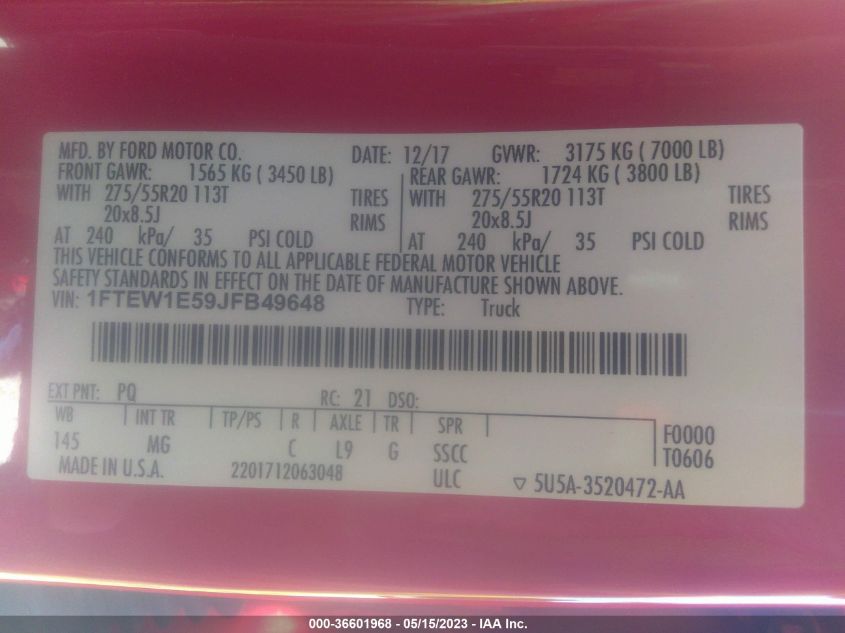 MFD. BY FORD MOTOR CO. DATE: 12/17 GVWR: 3175 KG ( 7000 LB)
FRONT GAWR: 1565 KG ( 3450 LB) REAR GAWR: 1724 KG ( 3800 LB)
WITH 275/55R20 113T TIRES WITH 275/55R20 113T TIRES
20x8.5J RIMS 20x8.5J RIMS
AT 240 kPa/ 35 PSI COLD AT 240 kPa/ 35 PSI COLD
THIS VEHICLE CONFORMS TO ALL APPLICABLE FEDERAL MOTOR VEHICLE
SAFETY STANDARDS IN EFFECT ON THE DATE OF MANUFACTURE SHOWN ABOVE.
VIN: 1FTEW1E59JFB49648 TYPE: Truck
EXT PNT: PQ RC: 21 DSO:
WB INT TR TP/PS R AXLE TR SPR F0000
145 MG C L9 G SSCC T0606
MADE IN U.S.A. 2201712063048 ULC ▽ 5U5A-3520472-AA
000-36601968 - 05/15/2023 - IAA Inc.